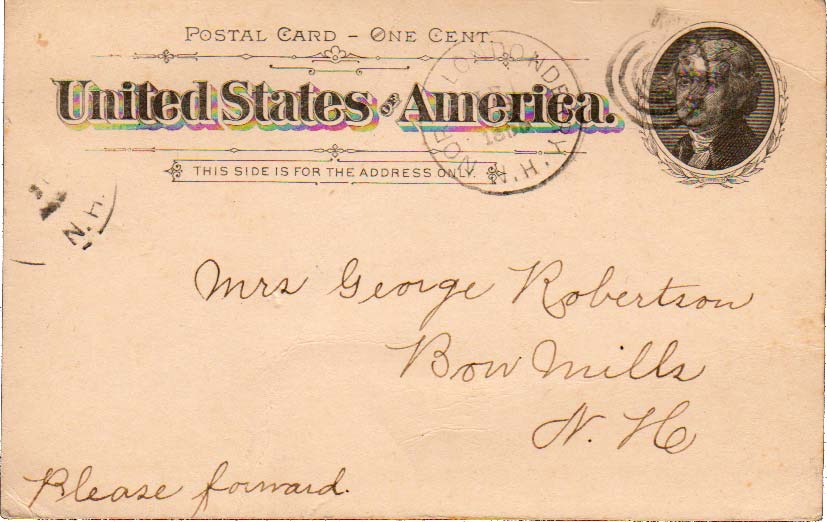 POSTAL CARD - ONE CENT.
United States OF America.
THIS SIDE IS FOR THE ADDRESS ONLY.
NORTH LONDONDERRY. N.H.
N.H.
Mrs George Robertson
Bow Mills
N. H
Please forward.